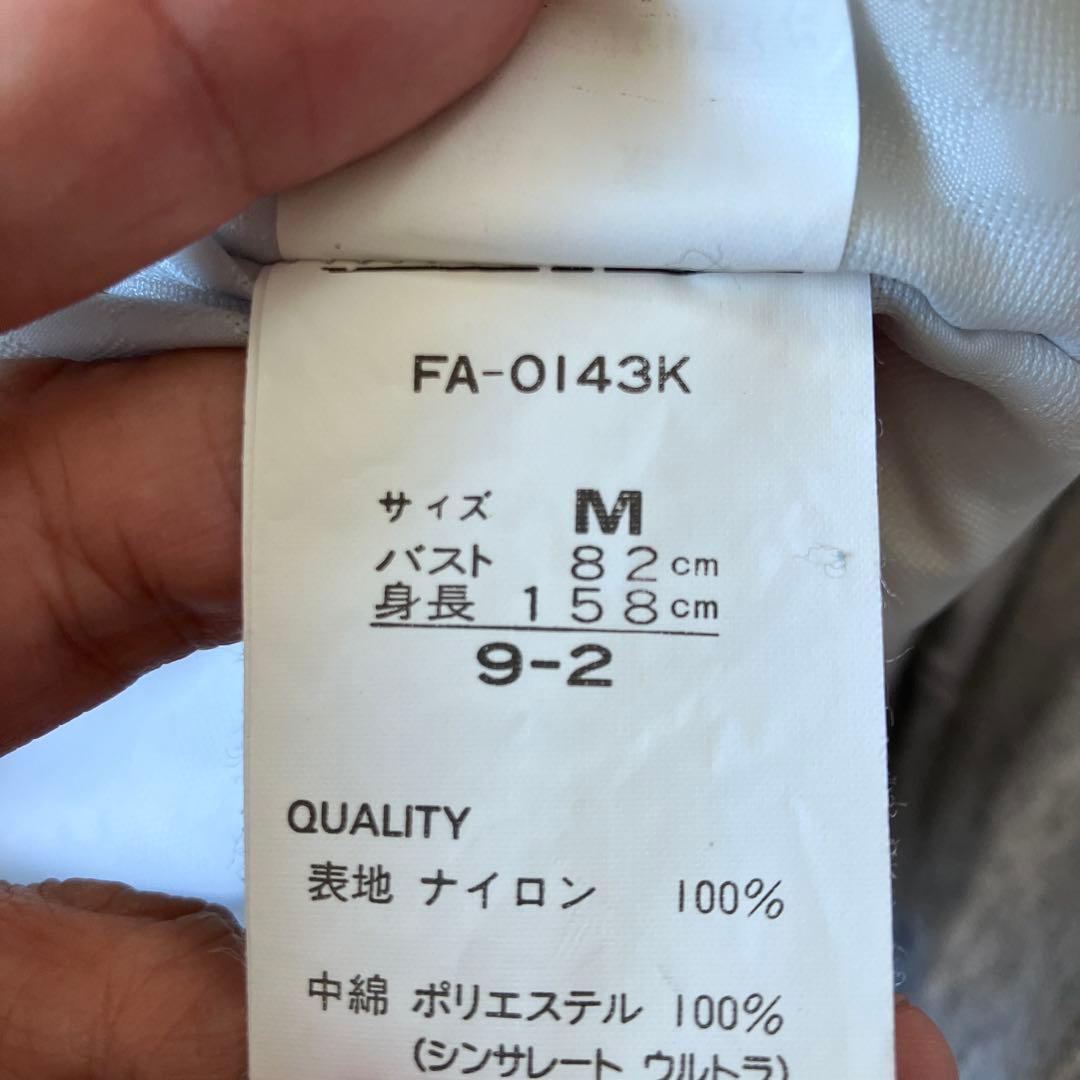 FA-0143K
サイズ M
バスト 82cm
身長 158cm
9-2
QUALITY
表地 ナイロン 100%
中綿 ポリエステル 100%
(シンサレート ウルトラ)